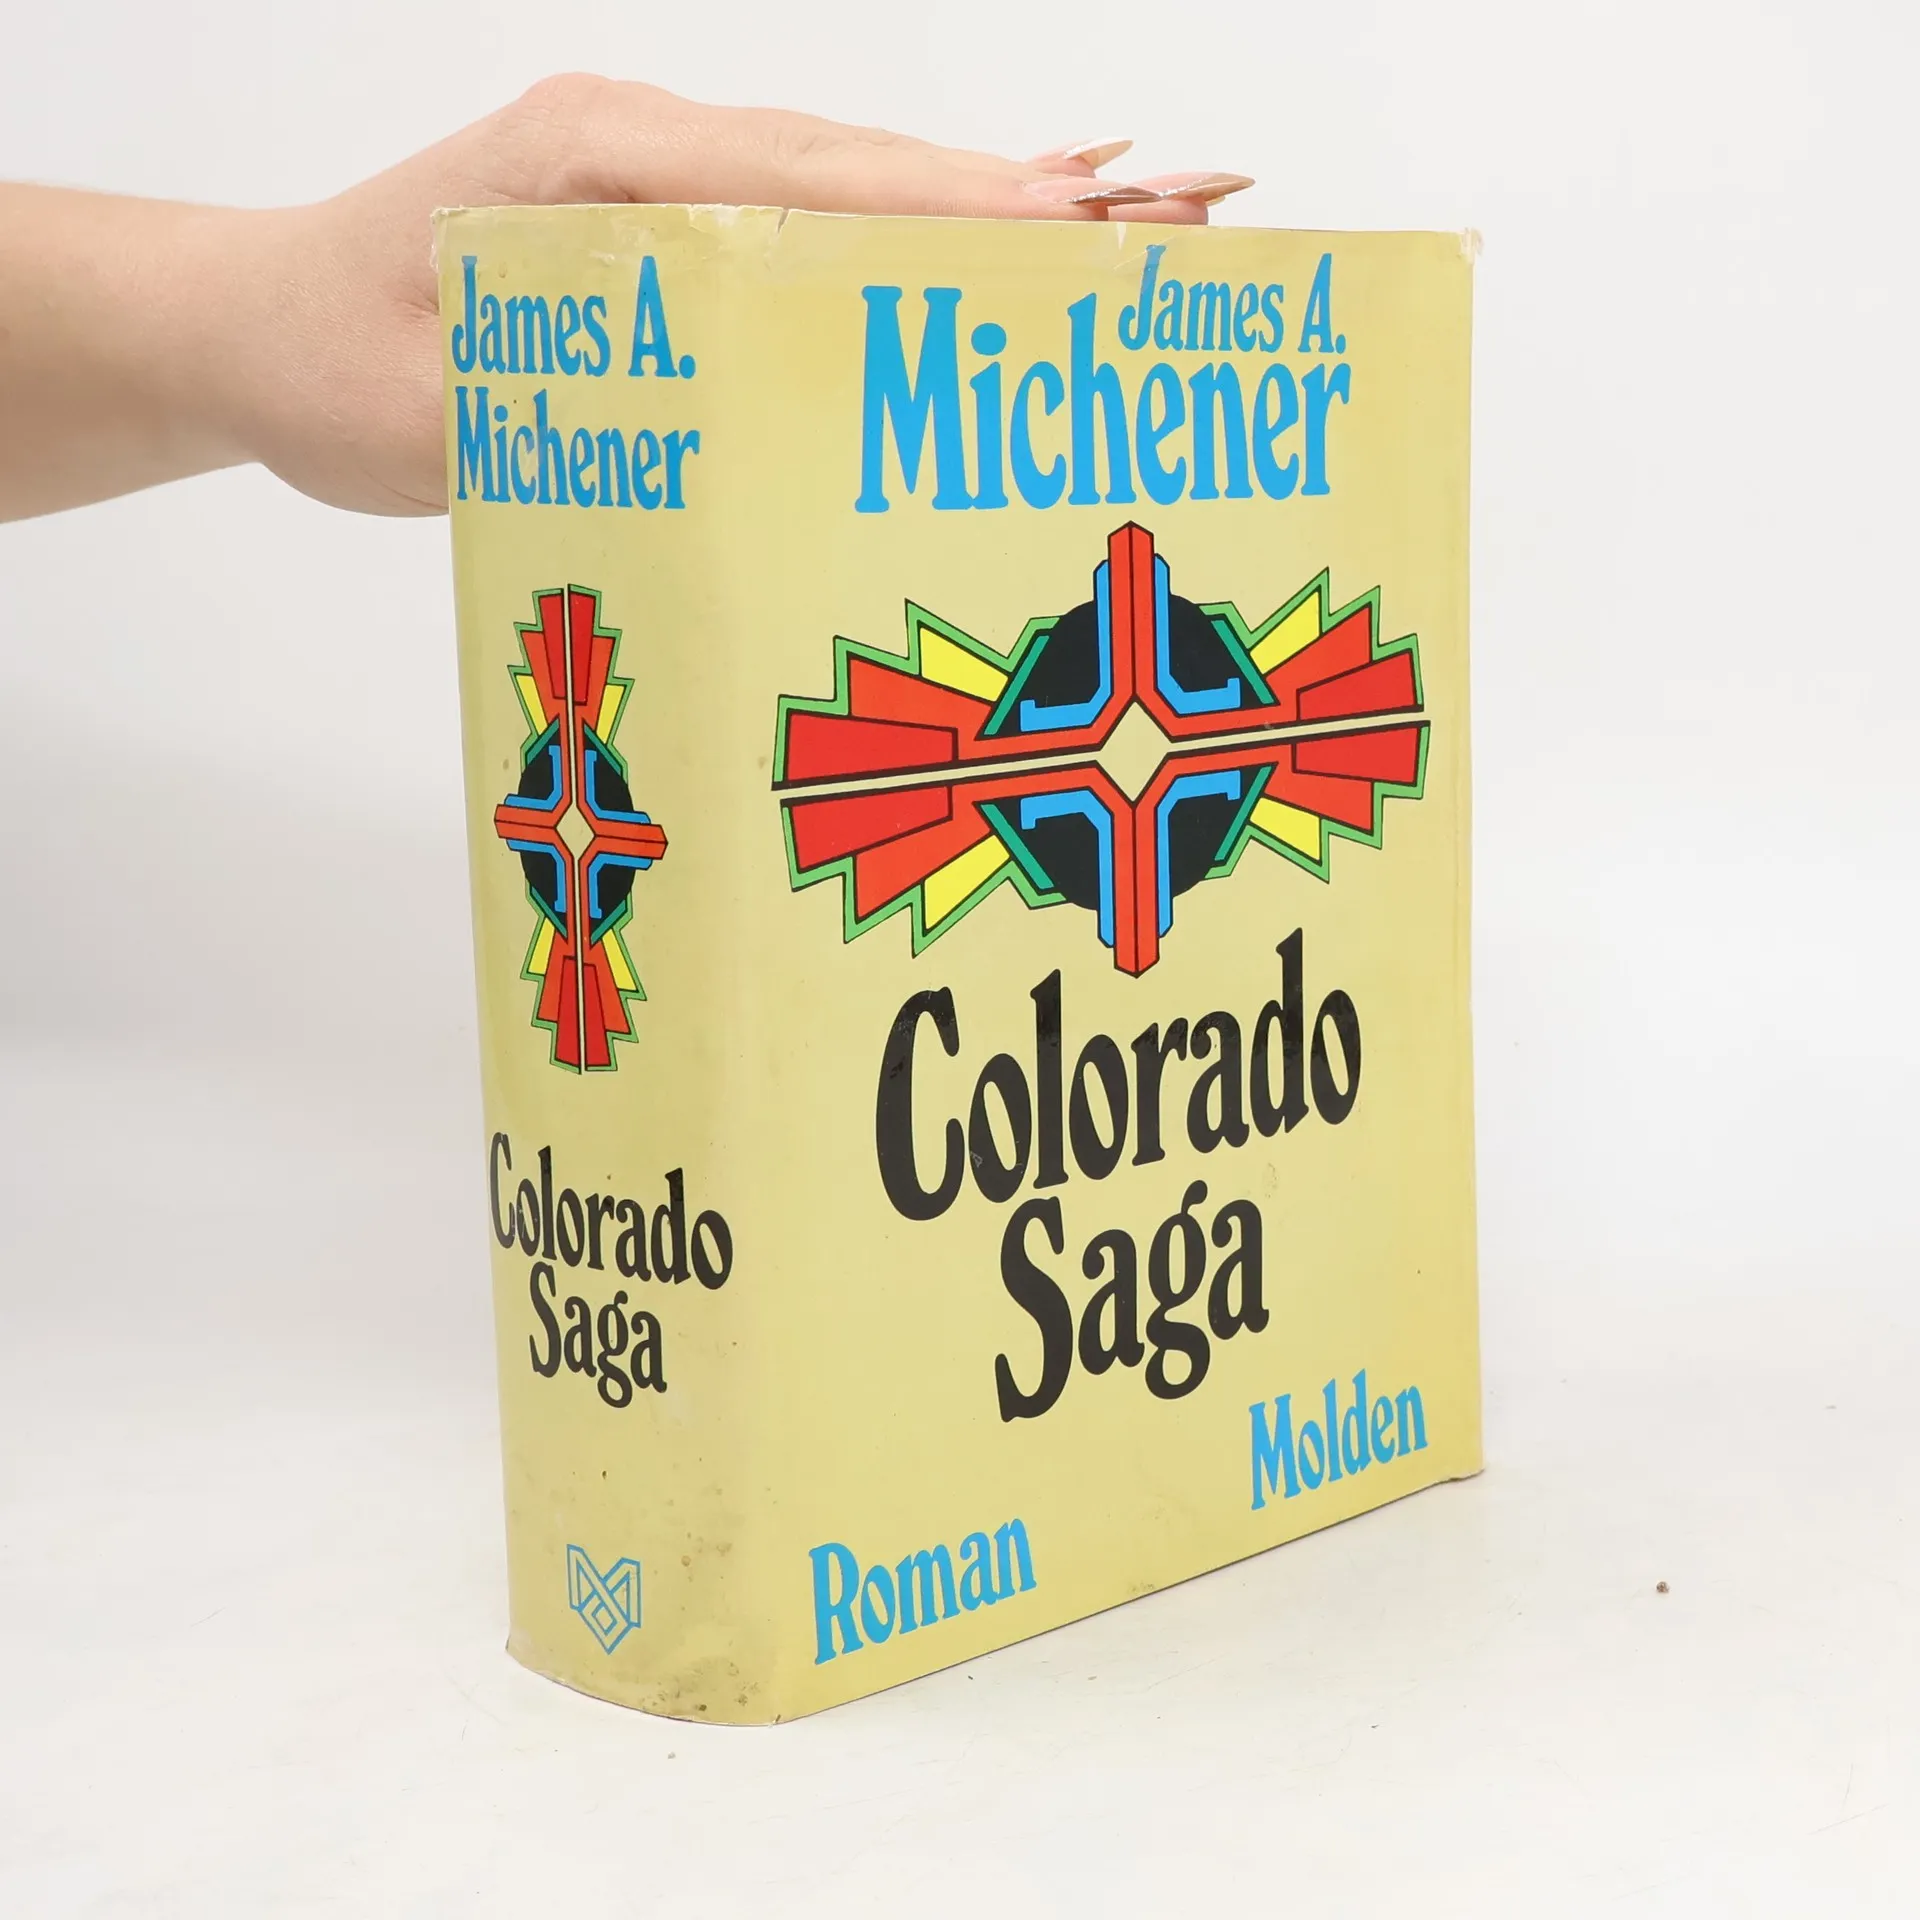 James A.
Michener
Colorado
Saga
James A.
Michener
Colorado
Saga
Molden
Roman